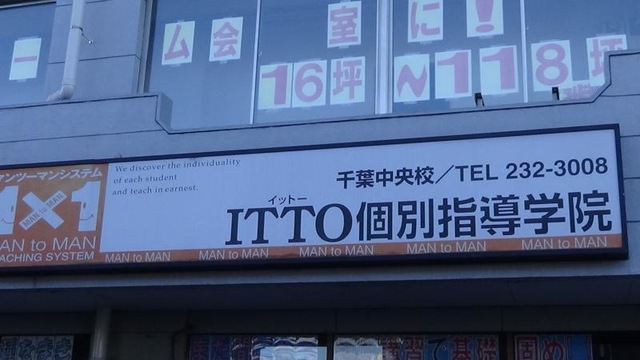 ム会 室に!
16坪〜118坪
マンツーマンシステム
1×1
MAN to MAN
MAN to MAN
TEACHING SYSTEM
We discover the individuality
of each student
and teach in earnest.
千葉中央校／TEL 232-3008
イットー
ITTO個別指導学院
MAN to MAN MAN to MAN MAN to MAN MAN to MAN MAN to MAN